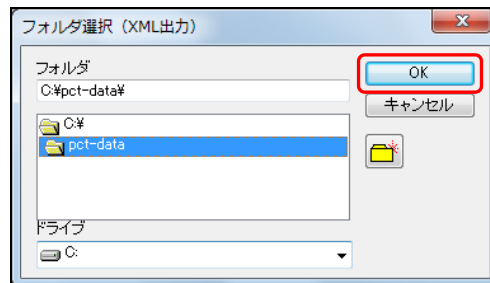 フォルダ選択（XML出力）
フォルダ
C:¥pct-data¥
C:¥
pct-data
ドライブ
C:
OK
キャンセル